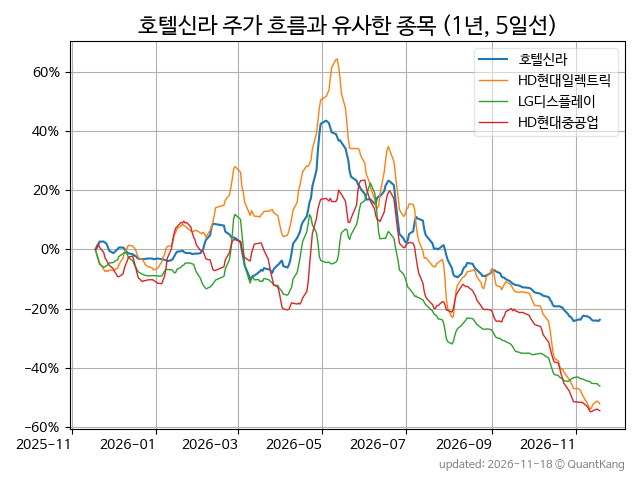 호텔신라 주가 흐름과 유사한 종목 (1년, 5일선)
호텔신라
HD현대일렉트릭
LG디스플레이
HD현대중공업
60%
40%
20%
0%
−20%
−40%
−60%
2025-11 2026-01 2026-03 2026-05 2026-07 2026-09 2026-11
updated: 2026-11-18 © QuantKang